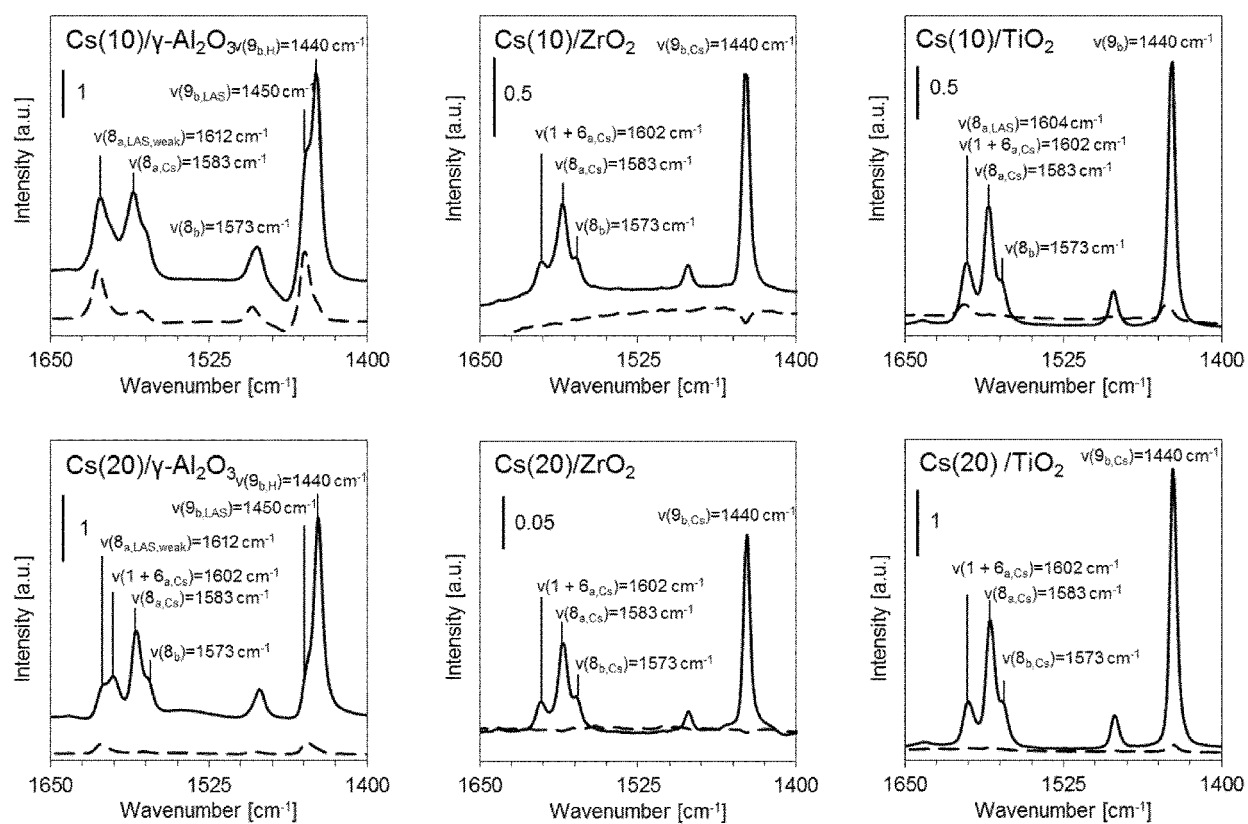 Cs(10)/γ-Al₂O₃
ν(9b,H)=1440 cm⁻¹
1
ν(9b,LAS)=1450 cm⁻¹
ν(8a,LAS,weak)=1612 cm⁻¹
ν(8a,Cs)=1583 cm⁻¹
ν(8b)=1573 cm⁻¹
Intensity [a.u.]
1650 1525 1400
Wavenumber [cm⁻¹]
Cs(10)/ZrO₂
ν(9b,Cs)=1440 cm⁻¹
0.5
ν(1 + 6a,Cs)=1602 cm⁻¹
ν(8a,Cs)=1583 cm⁻¹
ν(8b)=1573 cm⁻¹
Intensity [a.u.]
1650 1525 1400
Wavenumber [cm⁻¹]
Cs(10)/TiO₂
ν(9b)=1440 cm⁻¹
0.5
ν(8a,LAS)=1604 cm⁻¹
ν(1 + 6a,Cs)=1602 cm⁻¹
ν(8a,Cs)=1583 cm⁻¹
ν(8b)=1573 cm⁻¹
Intensity [a.u.]
1650 1525 1400
Wavenumber [cm⁻¹]
Cs(20)/γ-Al₂O₃
ν(9b,H)=1440 cm⁻¹
ν(9b,LAS)=1450 cm⁻¹
1
ν(8a,LAS,weak)=1612 cm⁻¹
ν(1 + 6a,Cs)=1602 cm⁻¹
ν(8a,Cs)=1583 cm⁻¹
ν(8b)=1573 cm⁻¹
Intensity [a.u.]
1650 1525 1400
Wavenumber [cm⁻¹]
Cs(20)/ZrO₂
ν(9b,Cs)=1440 cm⁻¹
0.05
ν(1 + 6a,Cs)=1602 cm⁻¹
ν(8a,Cs)=1583 cm⁻¹
ν(8b,Cs)=1573 cm⁻¹
Intensity [a.u.]
1650 1525 1400
Wavenumber [cm⁻¹]
Cs(20) /TiO₂
ν(9b,Cs)=1440 cm⁻¹
1
ν(1 + 6a,Cs)=1602 cm⁻¹
ν(8a,Cs)=1583 cm⁻¹
ν(8b,Cs)=1573 cm⁻¹
Intensity [a.u.]
1650 1525 1400
Wavenumber [cm⁻¹]